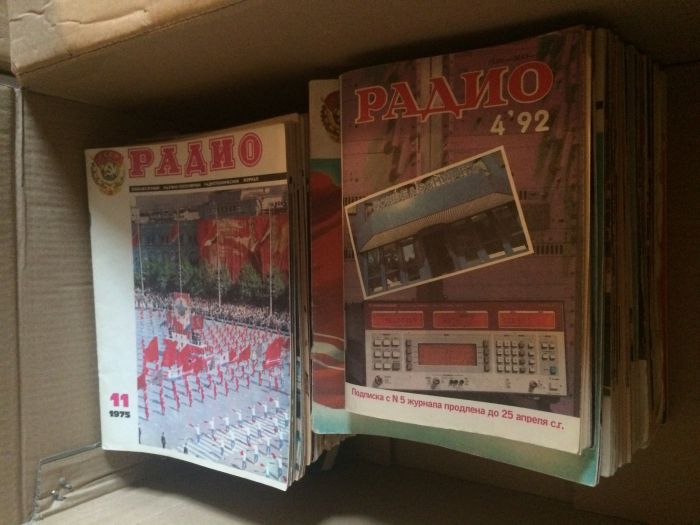 РАДИО
11
1975
РАДИО
4'92
Подписка с N 5 журнала продлена до 25 апреля с.г.